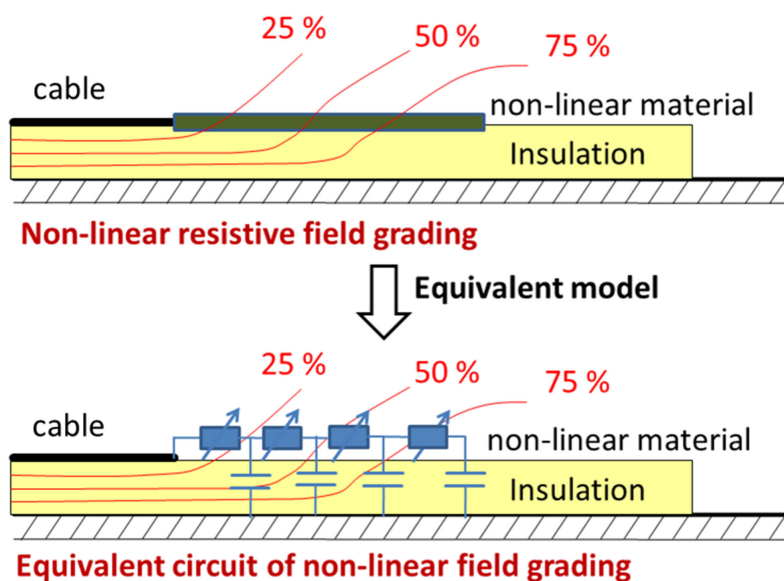 25 %
50 %
75 %
cable
non-linear material
Insulation
Non-linear resistive field grading
Equivalent model
25 %
50 %
75 %
cable
non-linear material
Insulation
Equivalent circuit of non-linear field grading